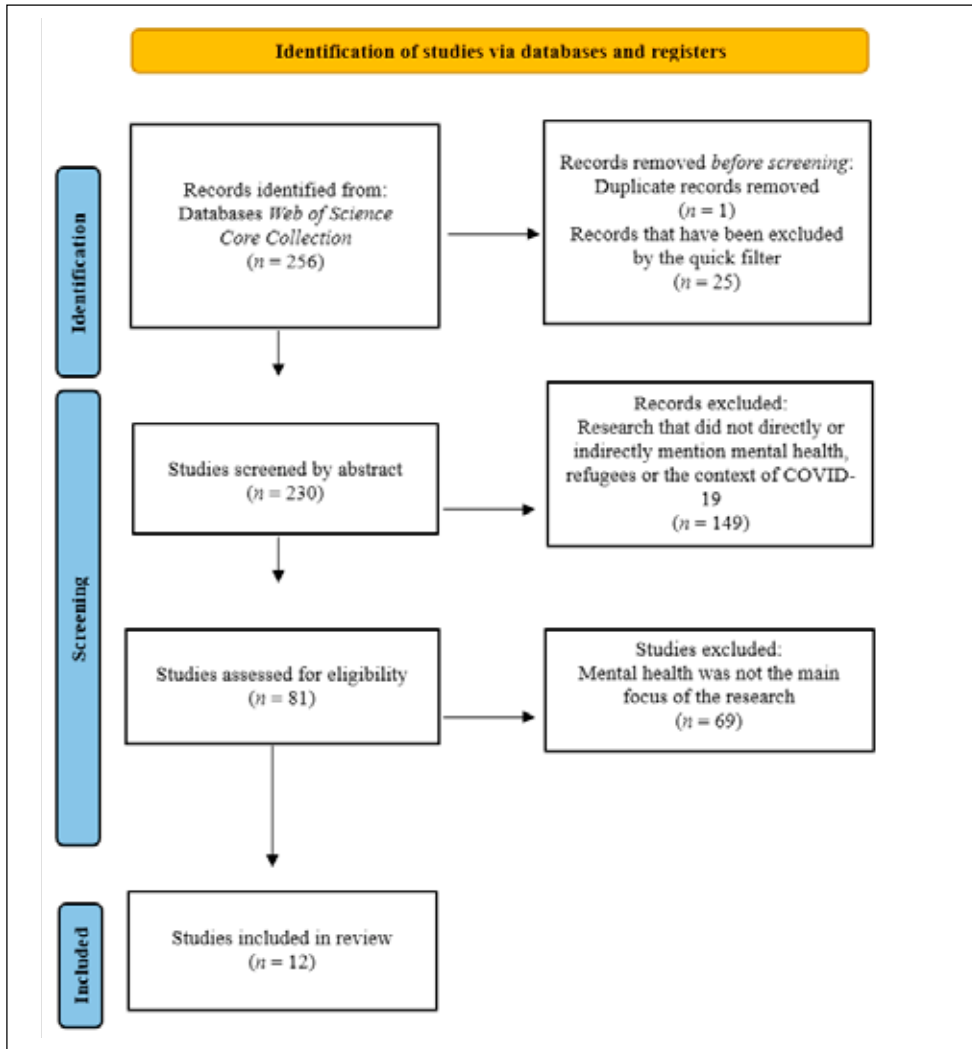 Identification of studies via databases and registers
Identification
Records identified from:
Databases Web of Science
Core Collection
(n = 256)
Records removed before screening:
Duplicate records removed
(n = 1)
Records that have been excluded
by the quick filter
(n = 25)
Screening
Studies screened by abstract
(n = 230)
Records excluded:
Research that did not directly or
indirectly mention mental health,
refugees or the context of COVID-
19
(n = 149)
Studies assessed for eligibility
(n = 81)
Studies excluded:
Mental health was not the main
focus of the research
(n = 69)
Included
Studies included in review
(n = 12)